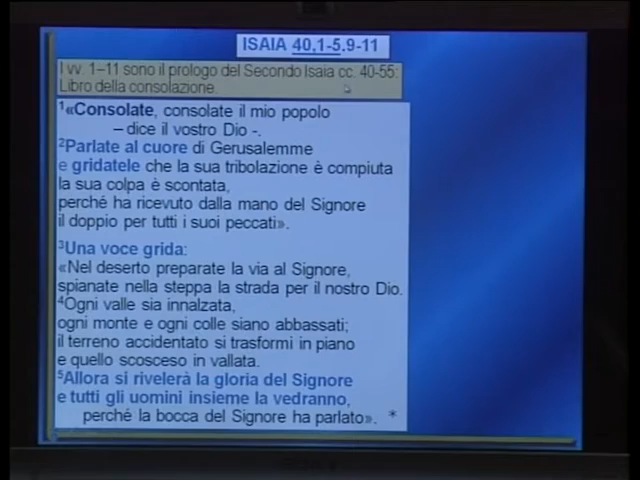 ISAIA 40,1-5.9-11
I vv. 1–11 sono il prologo del Secondo Isaia cc. 40-55:
Libro della consolazione.
1«Consolate, consolate il mio popolo
– dice il vostro Dio -.
2Parlate al cuore di Gerusalemme
e gridatele che la sua tribolazione è compiuta
la sua colpa è scontata,
perché ha ricevuto dalla mano del Signore
il doppio per tutti i suoi peccati».
3Una voce grida:
«Nel deserto preparate la via al Signore,
spianate nella steppa la strada per il nostro Dio.
4Ogni valle sia innalzata,
ogni monte e ogni colle siano abbassati;
il terreno accidentato si trasformi in piano
e quello scosceso in vallata.
5Allora si rivelerà la gloria del Signore
e tutti gli uomini insieme la vedranno,
perché la bocca del Signore ha parlato». *